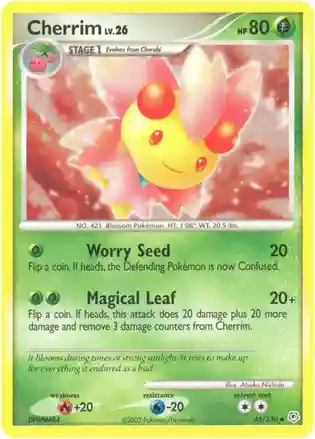 Cherrim LV.26
HP 80
STAGE 1 Evolves from Cherubi
NO. 421 Blossom Pokémon HT. 1'08" WT. 20.5 lbs.
Worry Seed 20
Flip a coin. If heads, the Defending Pokémon is now Confused.
Magical Leaf 20+
Flip a coin. If heads, this attack does 20 damage plus 20 more
damage and remove 3 damage counters from Cherrim.
It blooms during times of strong sunlight. It tries to make up
for everything it endured as a bud.
Illus. Atsuko Nishida
weakness resistance retreat cost
+20 -20
©2007 Pokémon/Nintendo
45/130